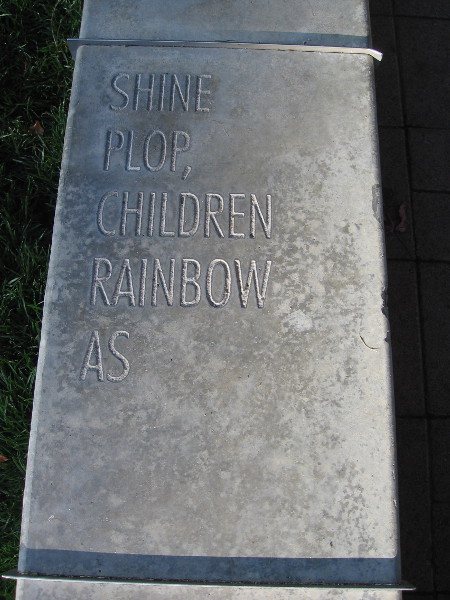 SHINE
PLOP,
CHILDREN
RAINBOW
AS